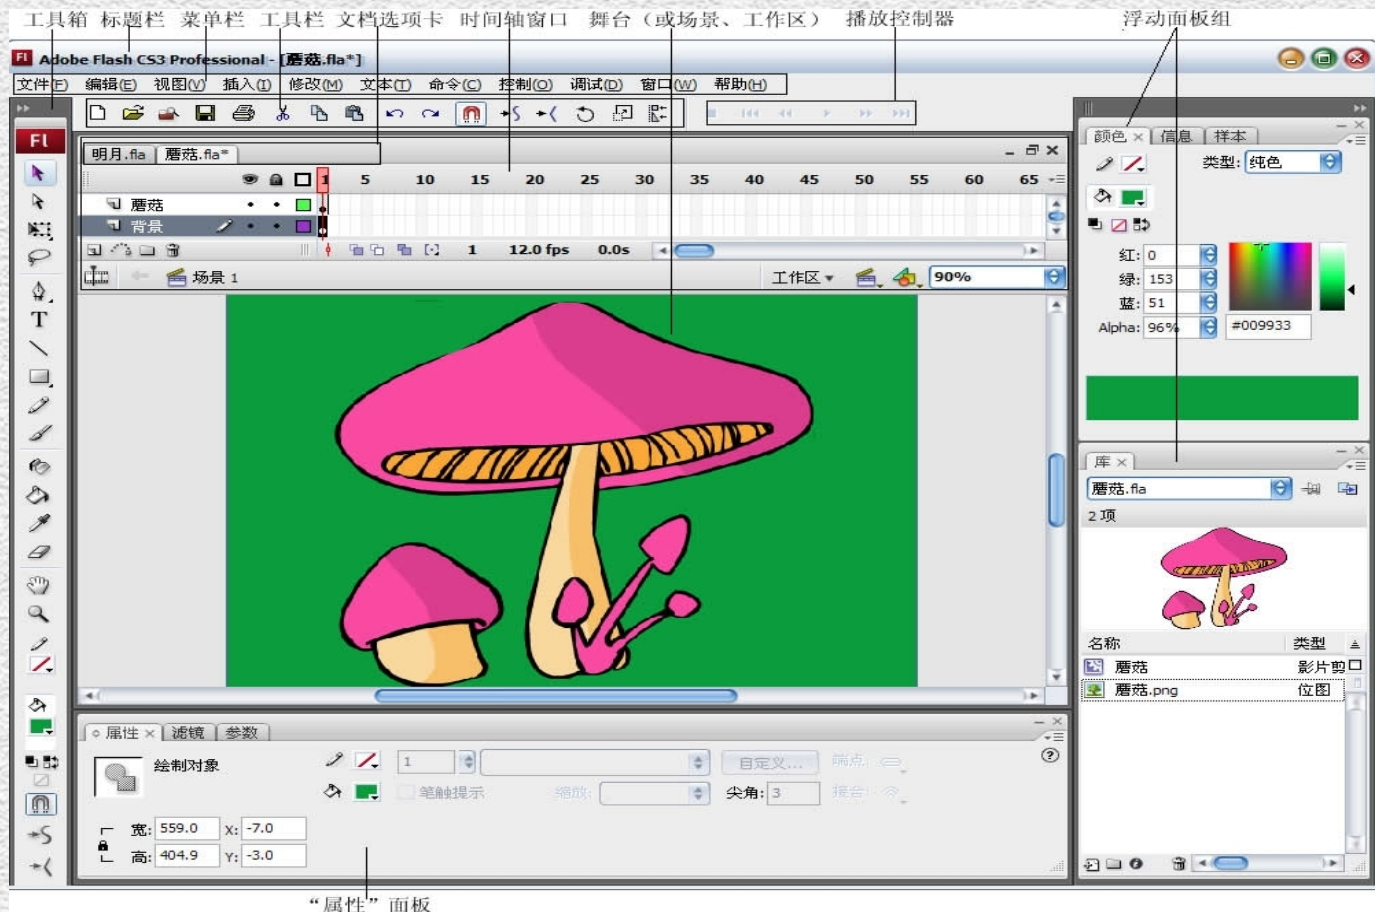 工具箱 标题栏 菜单栏 工具栏 文档选项卡 时间轴窗口 舞台（或场景、工作区） 播放控制器 浮动面板组
Adobe Flash CS3 Professional - [蘑菇.fla*]
文件(F) 编辑(E) 视图(V) 插入(I) 修改(M) 文本(T) 命令(C) 控制(O) 调试(D) 窗口(W) 帮助(H)
Fl
明月.fla 蘑菇.fla*
1 5 10 15 20 25 30 35 40 45 50 55 60 65
蘑菇
背景
1 12.0 fps 0.0s
场景 1 工作区 90%
颜色 信息 样本
类型: 纯色
红: 0
绿: 153
蓝: 51
Alpha: 96% #009933
库
蘑菇.fla
2 项
名称 类型
蘑菇 影片剪
蘑菇.png 位图
属性 滤镜 参数
绘制对象 1 自定义... 端点:
笔触提示 缩放: 尖角: 3 接合:
宽: 559.0 X: -7.0
高: 404.9 Y: -3.0
“属性”面板